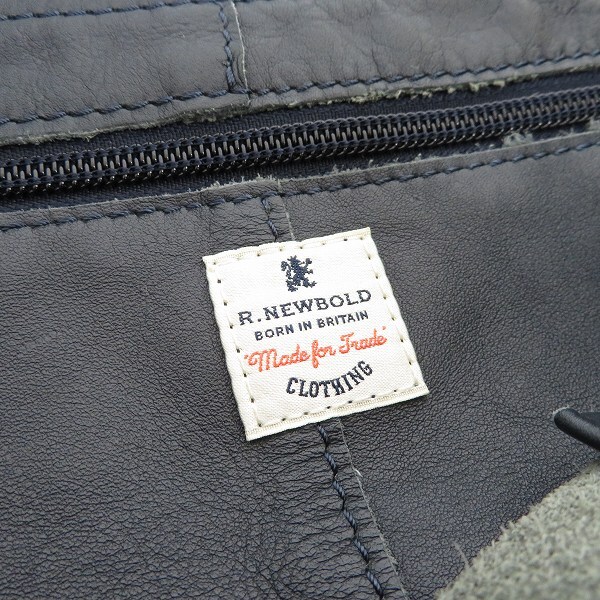 R.NEWBOLD
BORN IN BRITAIN
"Made for Trade"
CLOTHING